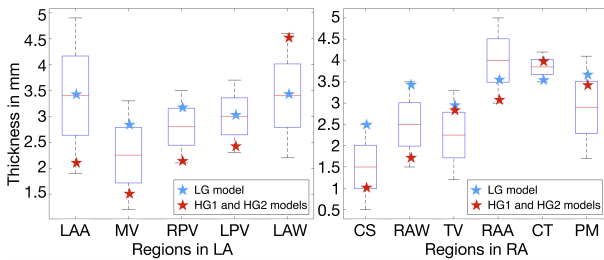 Thickness in mm
5
4.5
4
3.5
3
2.5
2
1.5
LAA MV RPV LPV LAW
Regions in LA
LG model
HG1 and HG2 models
5
4.5
4
3.5
3
2.5
2
1.5
1
0.5
CS RAW TV RAA CT PM
Regions in RA
LG model
HG1 and HG2 models